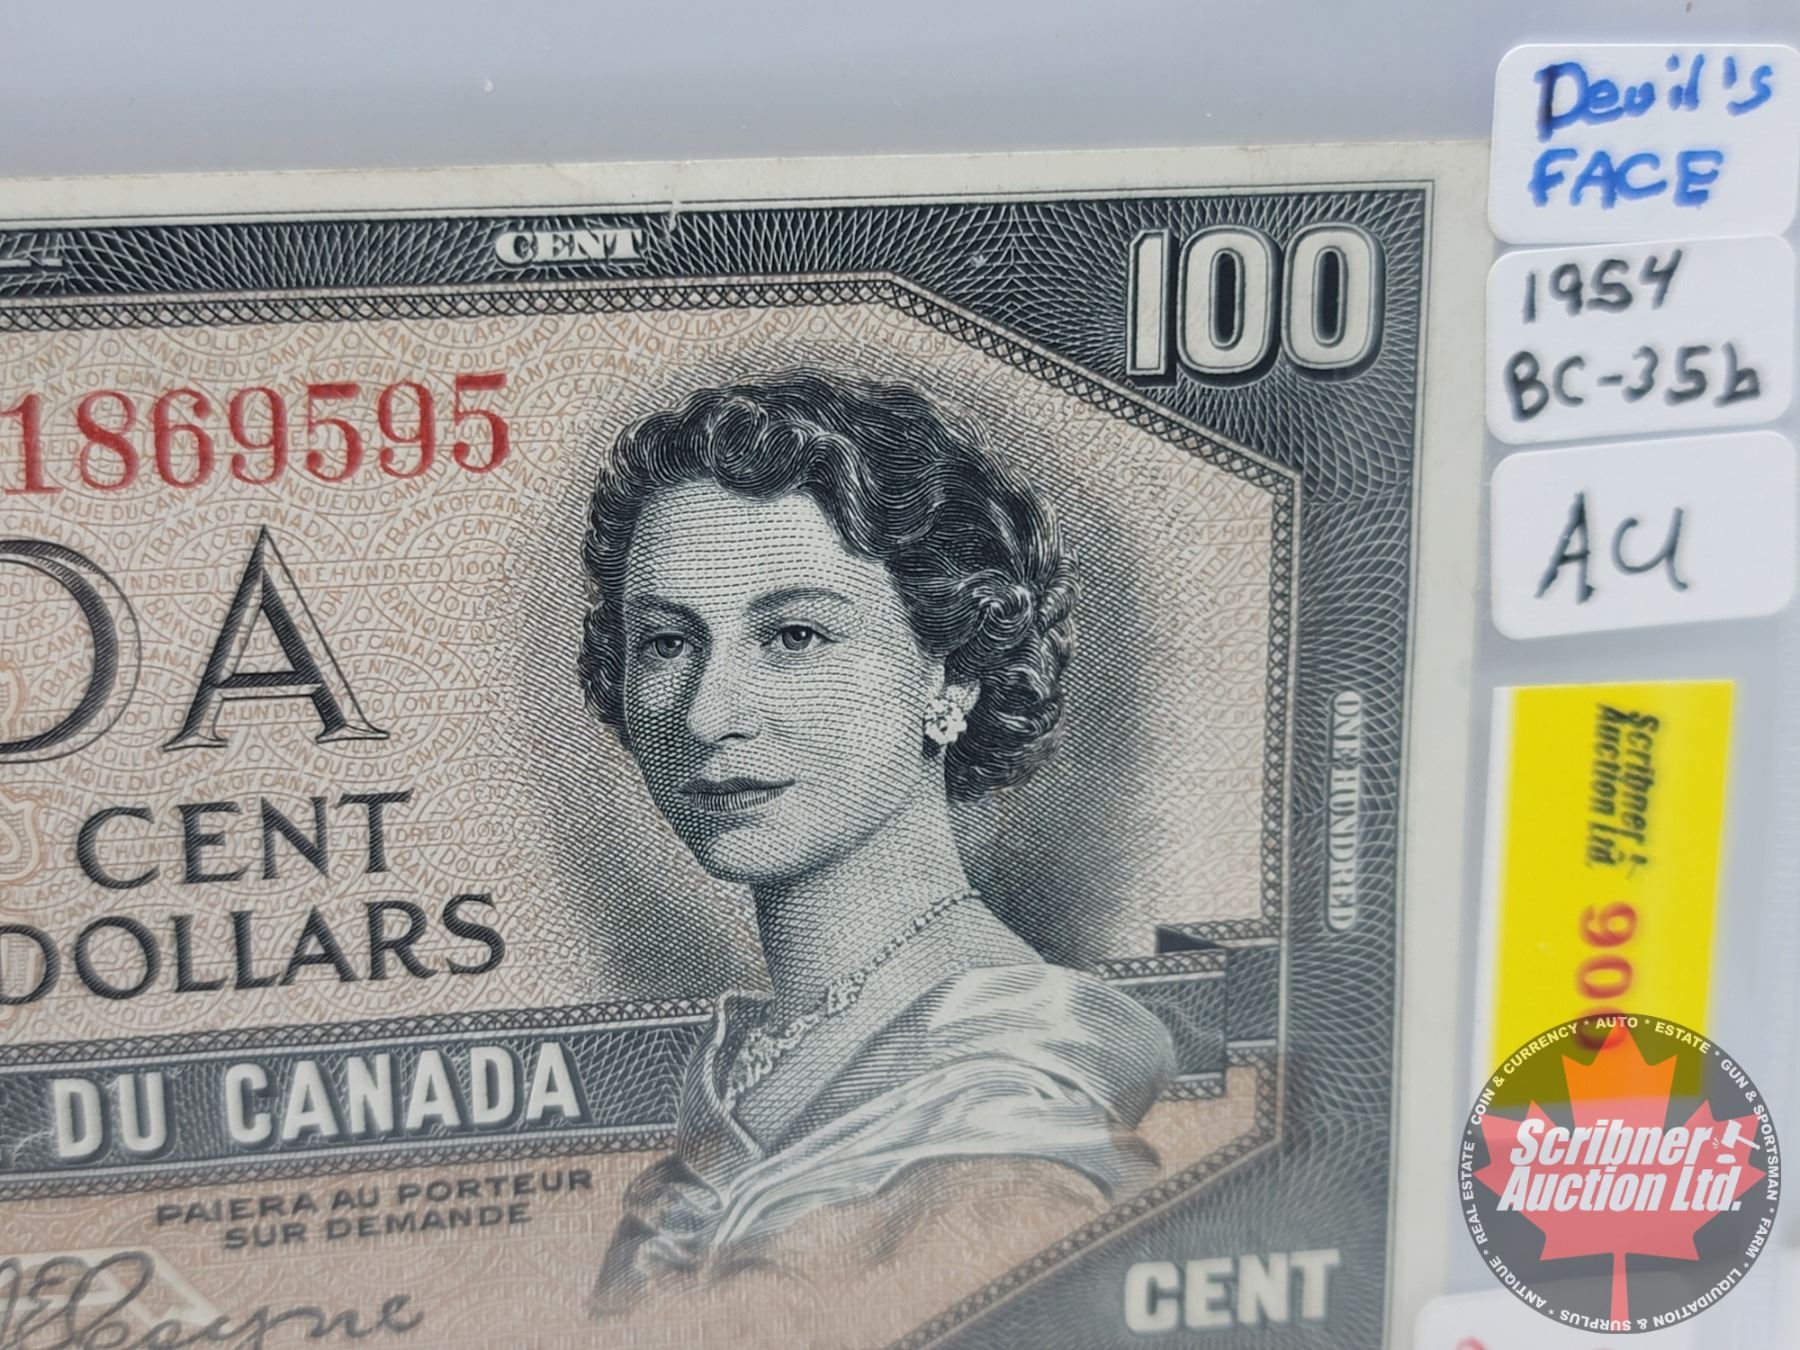 Devil's
FACE
1954
BC-35b
AU
CENT
100
1869595
DA
CENT
DOLLARS
ONE HUNDRED
DU CANADA
PAIERA AU PORTEUR
SUR DEMANDE
J E Coyne
CENT
Scribner
Auction Ltd.
900
COIN & CURRENCY * AUTO * ESTATE * GUN & SPORTSMAN * FARM * LIQUIDATION & SURPLUS * ANTIQUE * REAL ESTATE *
Scribner
Auction Ltd.